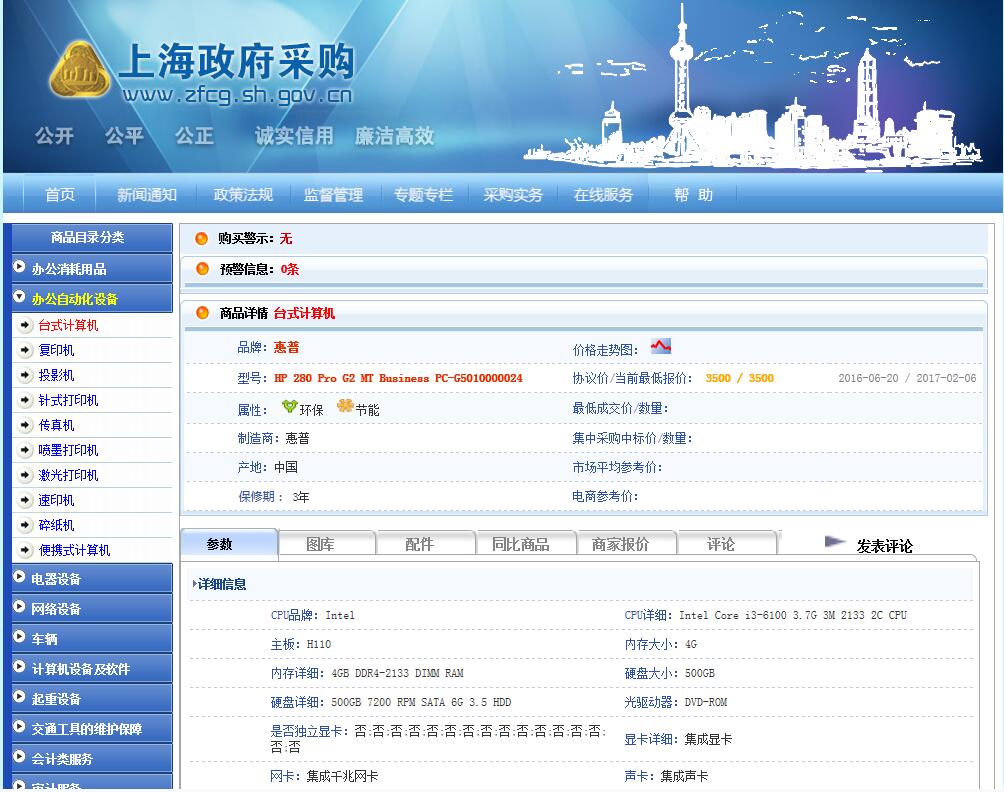 上海政府采购
www.zfcg.sh.gov.cn
公开 公平 公正 诚实信用 廉洁高效
首页 新闻通知 政策法规 监督管理 专题专栏 采购实务 在线服务 帮 助
商品目录分类
办公消耗用品
办公自动化设备
台式计算机
复印机
投影机
针式打印机
传真机
喷墨打印机
激光打印机
速印机
碎纸机
便携式计算机
电器设备
网络设备
车辆
计算机设备及软件
起重设备
交通工具的维护保障
会计类服务
审计服务
购买警示：无
预警信息：0条
商品详情 台式计算机
品牌：惠普 价格走势图：
型号：HP 280 Pro G2 MT Business PC-G5010000024 协议价/当前最低报价： 3500 / 3500 2016-06-20 / 2017-02-06
属性： 环保 节能 最低成交价/数量：
制造商：惠普 集中采购中标价/数量：
产地：中国 市场平均参考价：
保修期： 3年 电商参考价：
参数 图库 配件 同比商品 商家报价 评论 发表评论
详细信息
CPU品牌：Intel CPU详细：Intel Core i3-6100 3.7G 3M 2133 2C CPU
主板：H110 内存大小：4G
内存详细：4GB DDR4-2133 DIMM RAM 硬盘大小：500GB
硬盘详细：500GB 7200 RPM SATA 6G 3.5 HDD 光驱动器：DVD-ROM
是否独立显卡：否;否;否;否;否;否;否;否;否;否;否;否;否;否;
否;否
显卡详细：集成显卡
网卡：集成千兆网卡 声卡：集成声卡